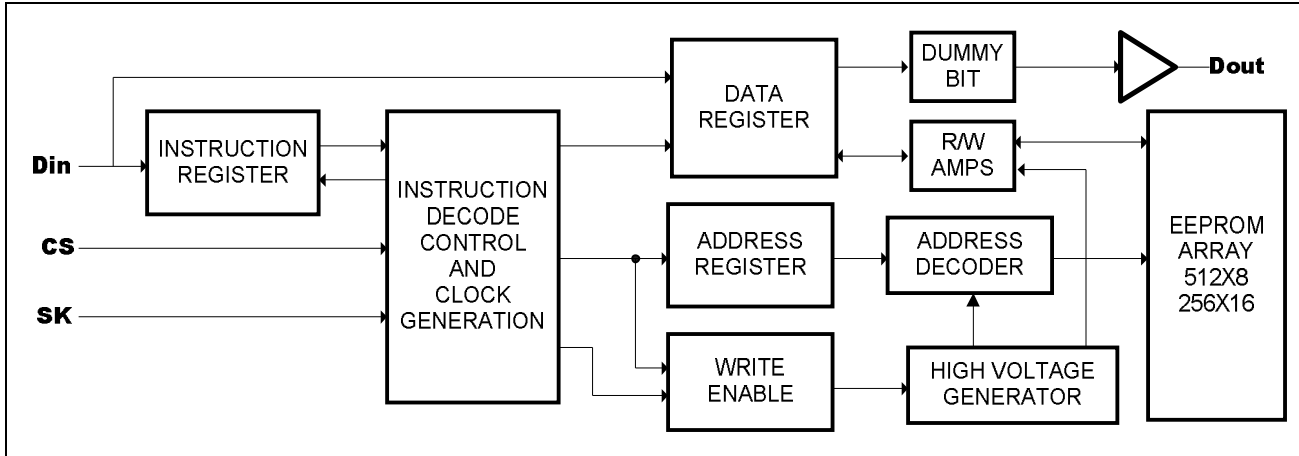 Din
CS
SK
INSTRUCTION
REGISTER
INSTRUCTION
DECODE
CONTROL
AND
CLOCK
GENERATION
DATA
REGISTER
ADDRESS
REGISTER
WRITE
ENABLE
DUMMY
BIT
R/W
AMPS
ADDRESS
DECODER
HIGH VOLTAGE
GENERATOR
Dout
EEPROM
ARRAY
512X8
256X16